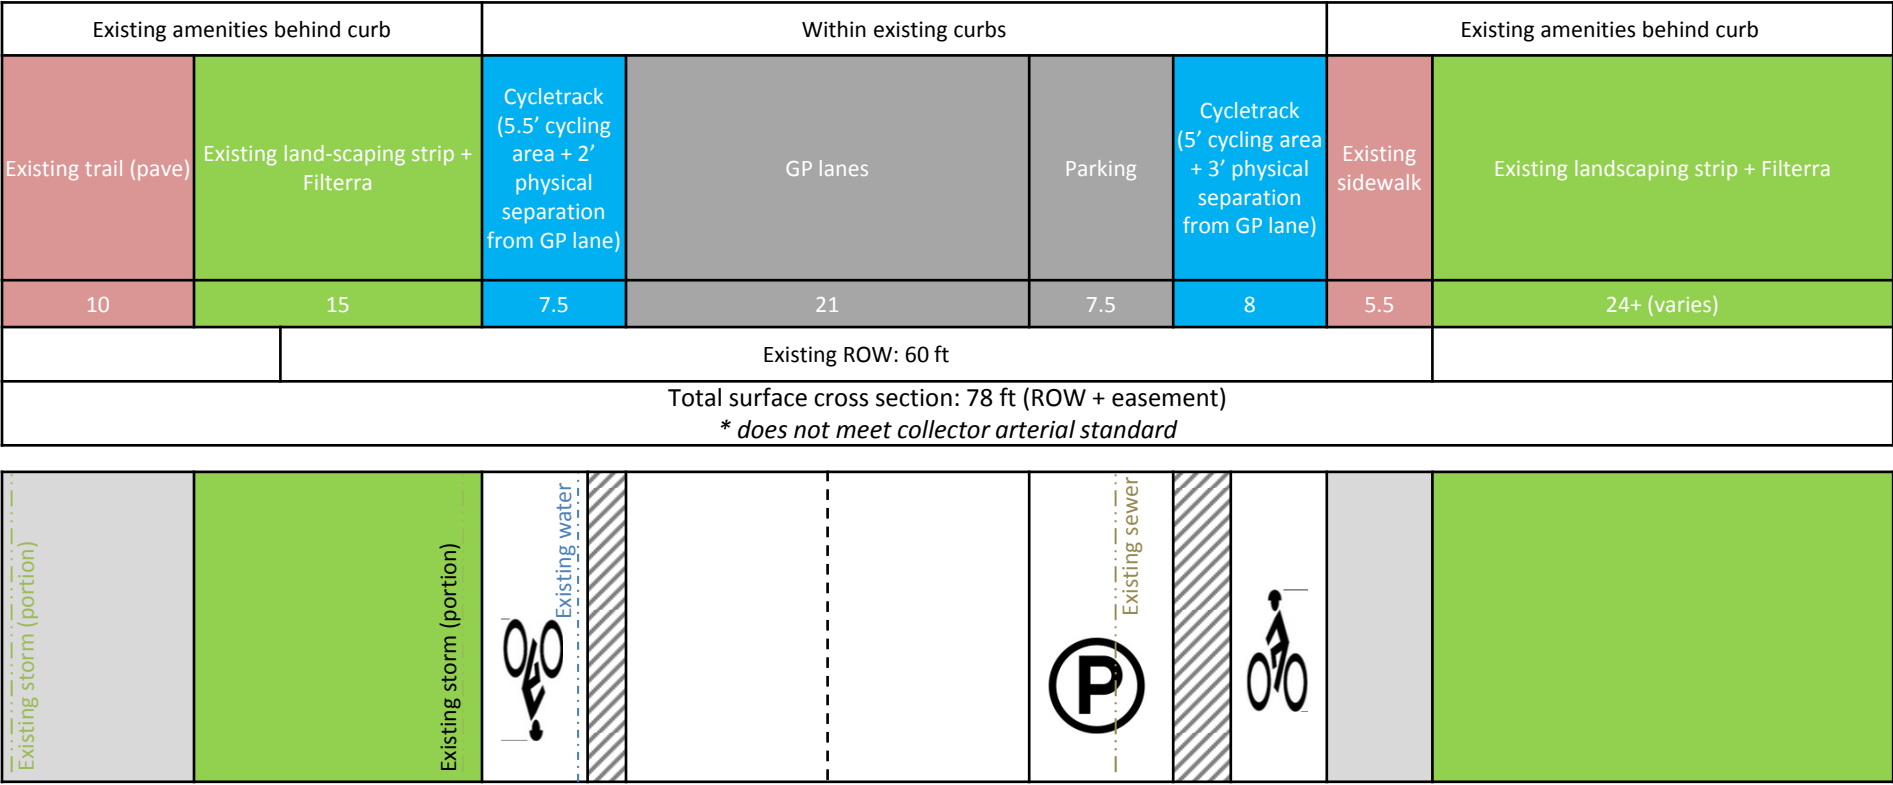 Existing amenities behind curb
Within existing curbs
Existing amenities behind curb
Existing trail (pave)
Existing land-scaping strip +
Filterra
Cycletrack
(5.5’ cycling
area + 2’
physical
separation
from GP lane)
GP lanes
Parking
Cycletrack
(5’ cycling area
+ 3’ physical
separation
from GP lane)
Existing
sidewalk
Existing landscaping strip + Filterra
10
15
7.5
21
7.5
8
5.5
24+ (varies)
Existing ROW: 60 ft
Total surface cross section: 78 ft (ROW + easement)
* does not meet collector arterial standard
Existing storm (portion)
Existing storm (portion)
Existing water
Existing sewer
P